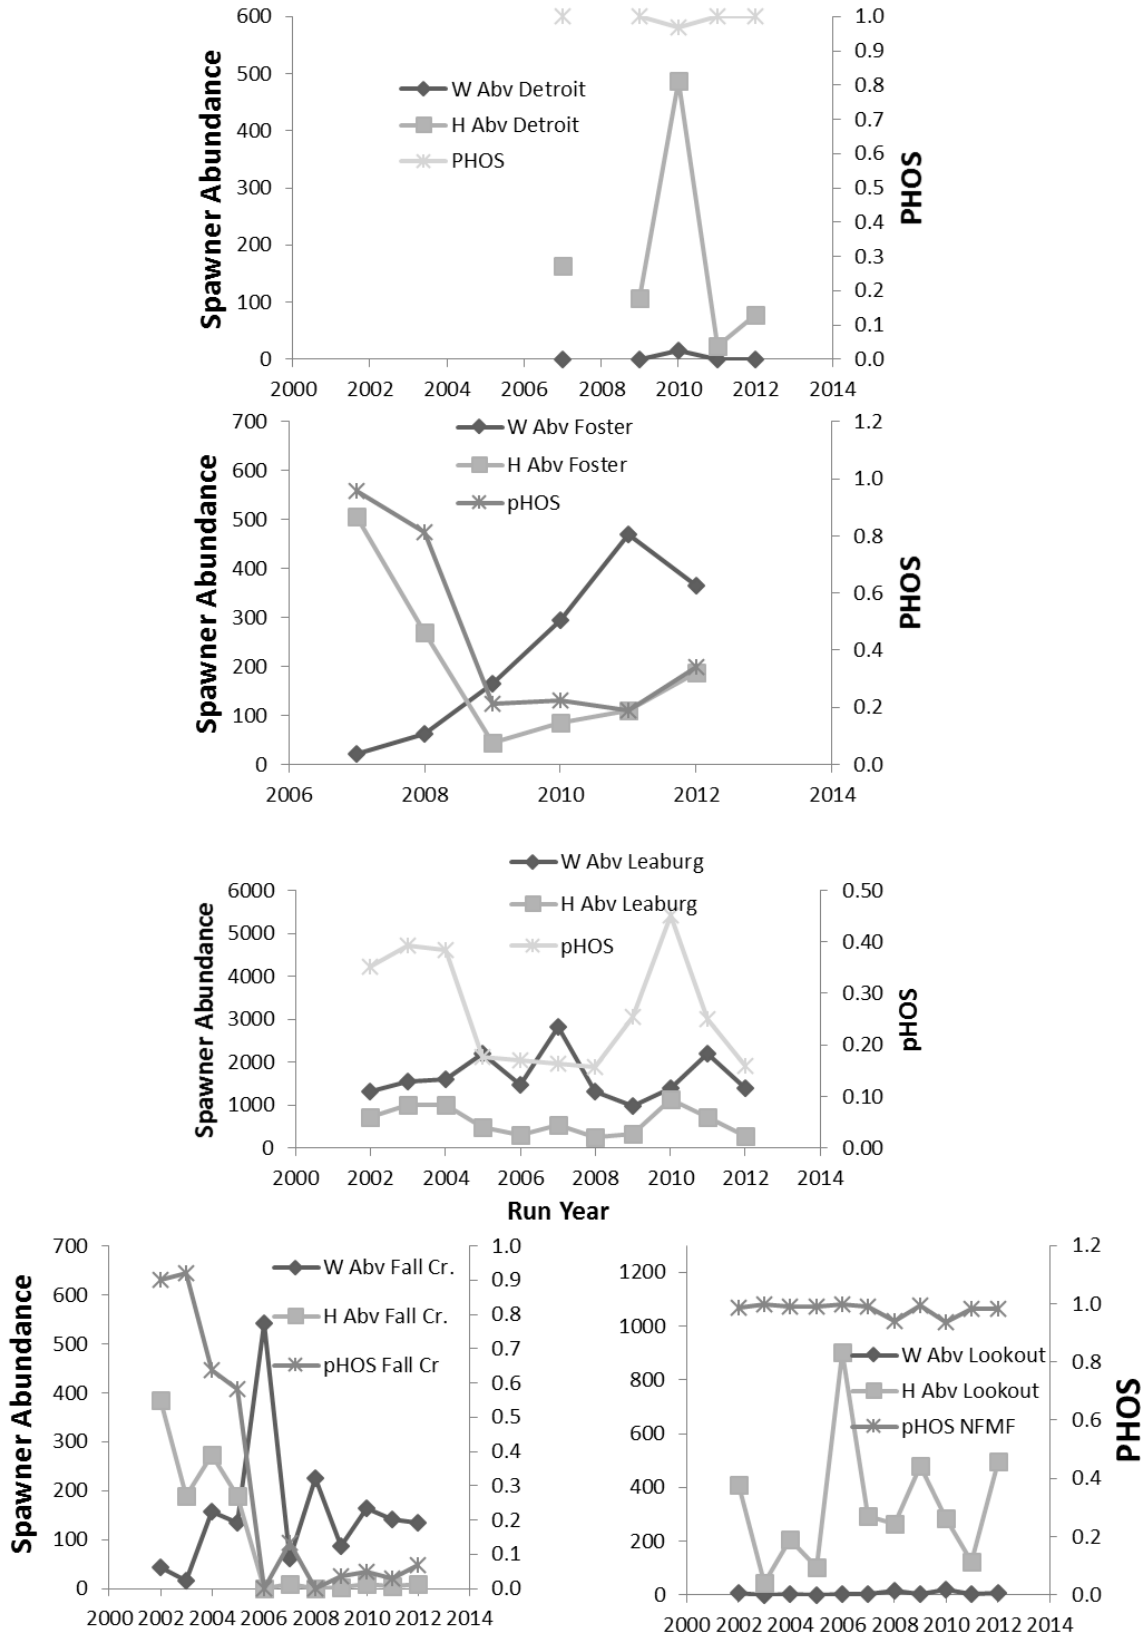 600
500
400
300
200
100
0
Spawner Abundance
W Abv Detroit
H Abv Detroit
PHOS
1.0
0.9
0.8
0.7
0.6
0.5
0.4
0.3
0.2
0.1
0.0
PHOS
2000 2002 2004 2006 2008 2010 2012 2014
700
600
500
400
300
200
100
0
Spawner Abundance
W Abv Foster
H Abv Foster
pHOS
1.2
1.0
0.8
0.6
0.4
0.2
0.0
PHOS
2006 2008 2010 2012 2014
W Abv Leaburg
H Abv Leaburg
pHOS
6000
5000
4000
3000
2000
1000
0
Spawner Abundance
0.50
0.40
0.30
0.20
0.10
0.00
pHOS
2000 2002 2004 2006 2008 2010 2012 2014
Run Year
700
600
500
400
300
200
100
0
Spawner Abundance
W Abv Fall Cr.
H Abv Fall Cr.
pHOS Fall Cr
1.0
0.9
0.8
0.7
0.6
0.5
0.4
0.3
0.2
0.1
0.0
2000 2002 2004 2006 2008 2010 2012 2014
1200
1000
800
600
400
200
0
W Abv Lookout
H Abv Lookout
pHOS NFMF
1.2
1.0
0.8
0.6
0.4
0.2
0.0
PHOS
2000 2002 2004 2006 2008 2010 2012 2014